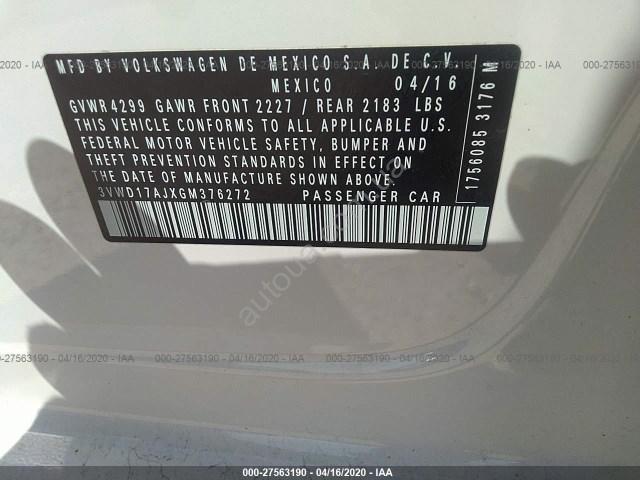 MFD BY VOLKSWAGEN DE MEXICO S.A. DE C.V.
MEXICO 04/16
GVWR 4299 GAWR FRONT 2227 / REAR 2183 LBS
THIS VEHICLE CONFORMS TO ALL APPLICABLE U.S.
FEDERAL MOTOR VEHICLE SAFETY, BUMPER AND
THEFT PREVENTION STANDARDS IN EFFECT ON
THE DATE OF MANUFACTURE SHOWN ABOVE.
3VWD17AJXGM376272 PASSENGER CAR
1756085 3176 M
000-27563190 - 04/16/2020 - IAA